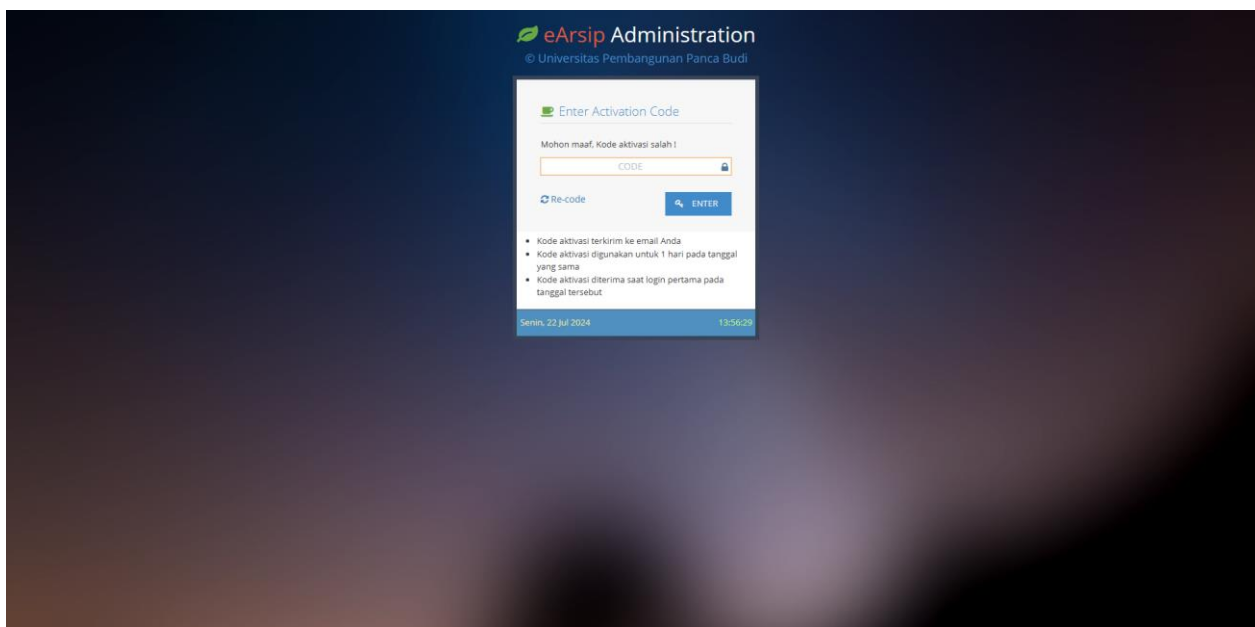 eArsip Administration
© Universitas Pembangunan Panca Budi
Enter Activation Code
Mohon maaf, Kode aktivasi salah !
CODE
Re-code
ENTER
Kode aktivasi terkirim ke email Anda
Kode aktivasi digunakan untuk 1 hari pada tanggal
yang sama
Kode aktivasi diterima saat login pertama pada
tanggal tersebut
Senin, 22 Jul 2024
13:56:29